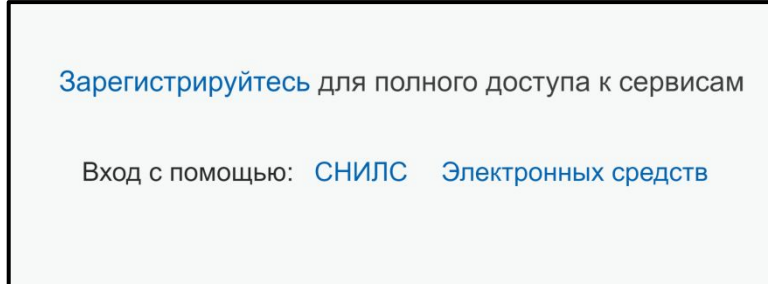 Зарегистрируйтесь для полного доступа к сервисам
Вход с помощью: СНИЛС Электронных средств